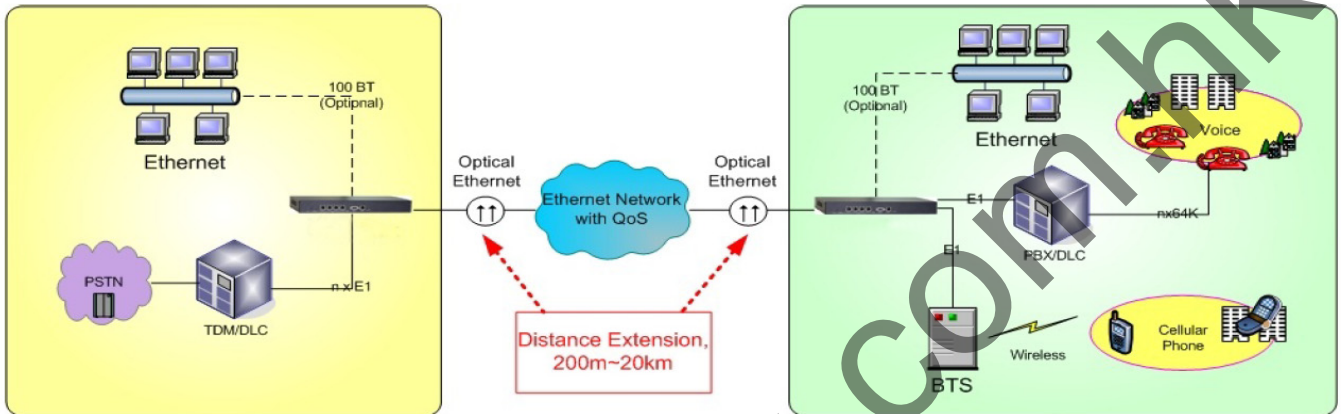 100 BT
(Optipnal)
Ethernet
PSTN
TDM/DLC
n x E1
Optical
Ethernet
Ethernet Network
with QoS
Optical
Ethernet
Distance Extension,
200m~20km
100 BT
(Optional)
Ethernet
Voice
E1
PBX/DLC
nx64K
E1
BTS
Wireless
Cellular
Phone
com.hk